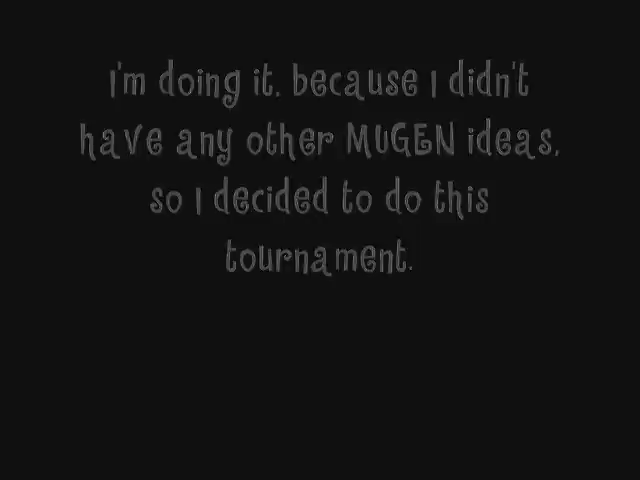 I'm doing it, because I didn't
have any other MUGEN ideas,
so I decided to do this
tournament.